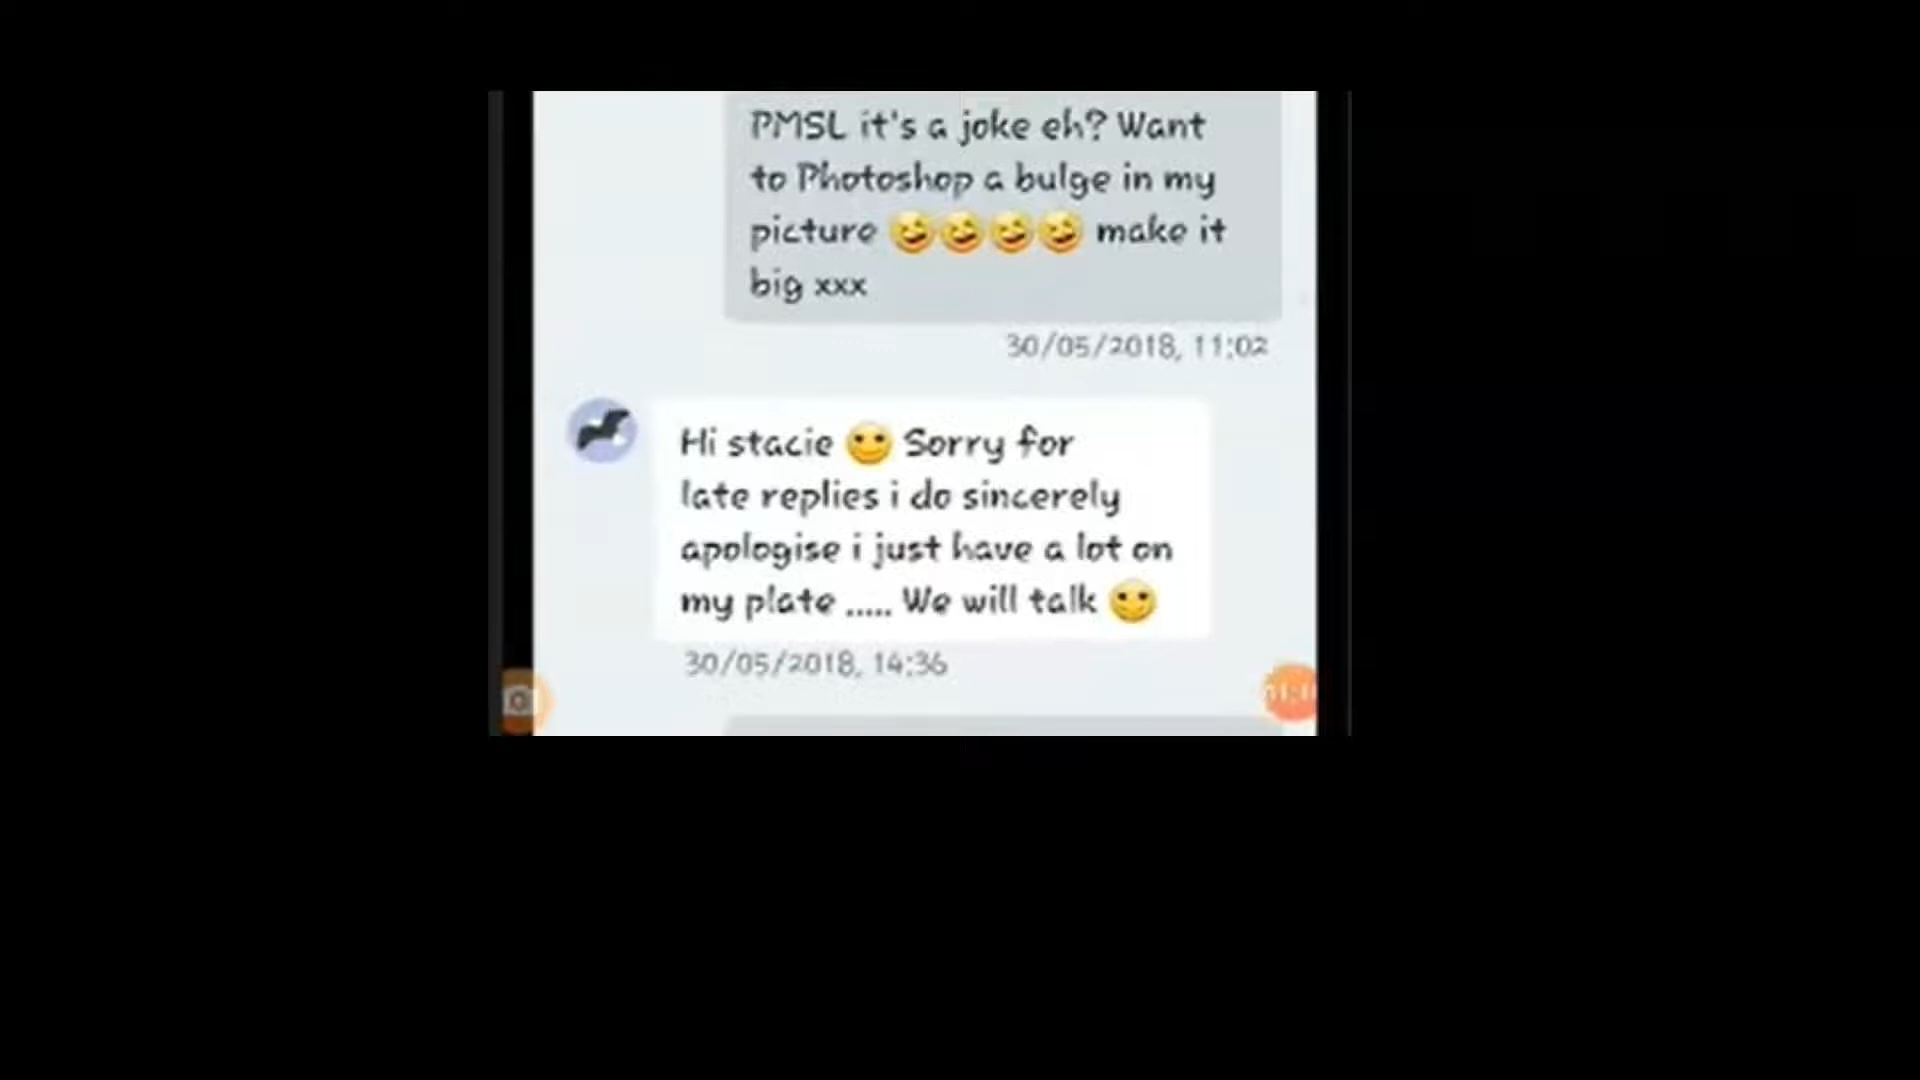 PMSL it's a joke eh? Want
to Photoshop a bulge in my
picture 🤣🤣🤣🤣 make it
big xxx
30/05/2018, 11:02
Hi stacie 🙂 Sorry for
late replies i do sincerely
apologise i just have a lot on
my plate ..... We will talk 🙂
30/05/2018, 14:36